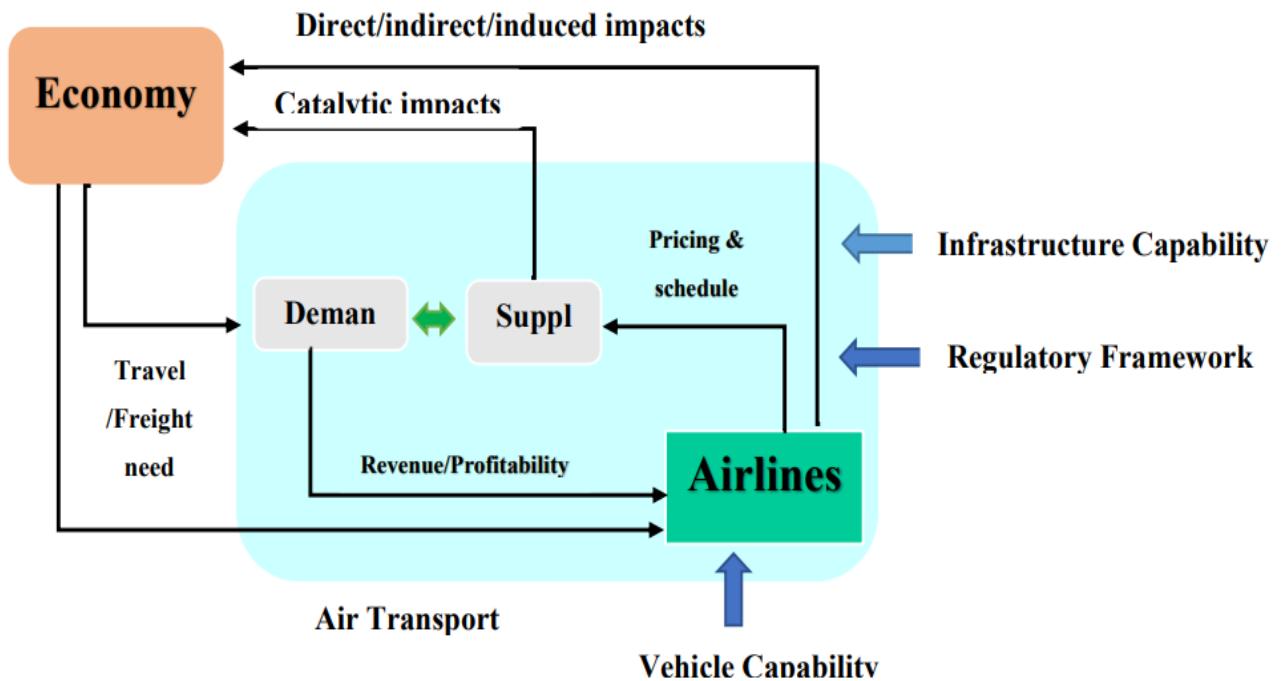 Direct/indirect/induced impacts
Economy
Catalytic impacts
Pricing &
schedule
Infrastructure Capability
Deman
Suppl
Regulatory Framework
Travel
/Freight
need
Revenue/Profitability
Airlines
Air Transport
Vehicle Capability